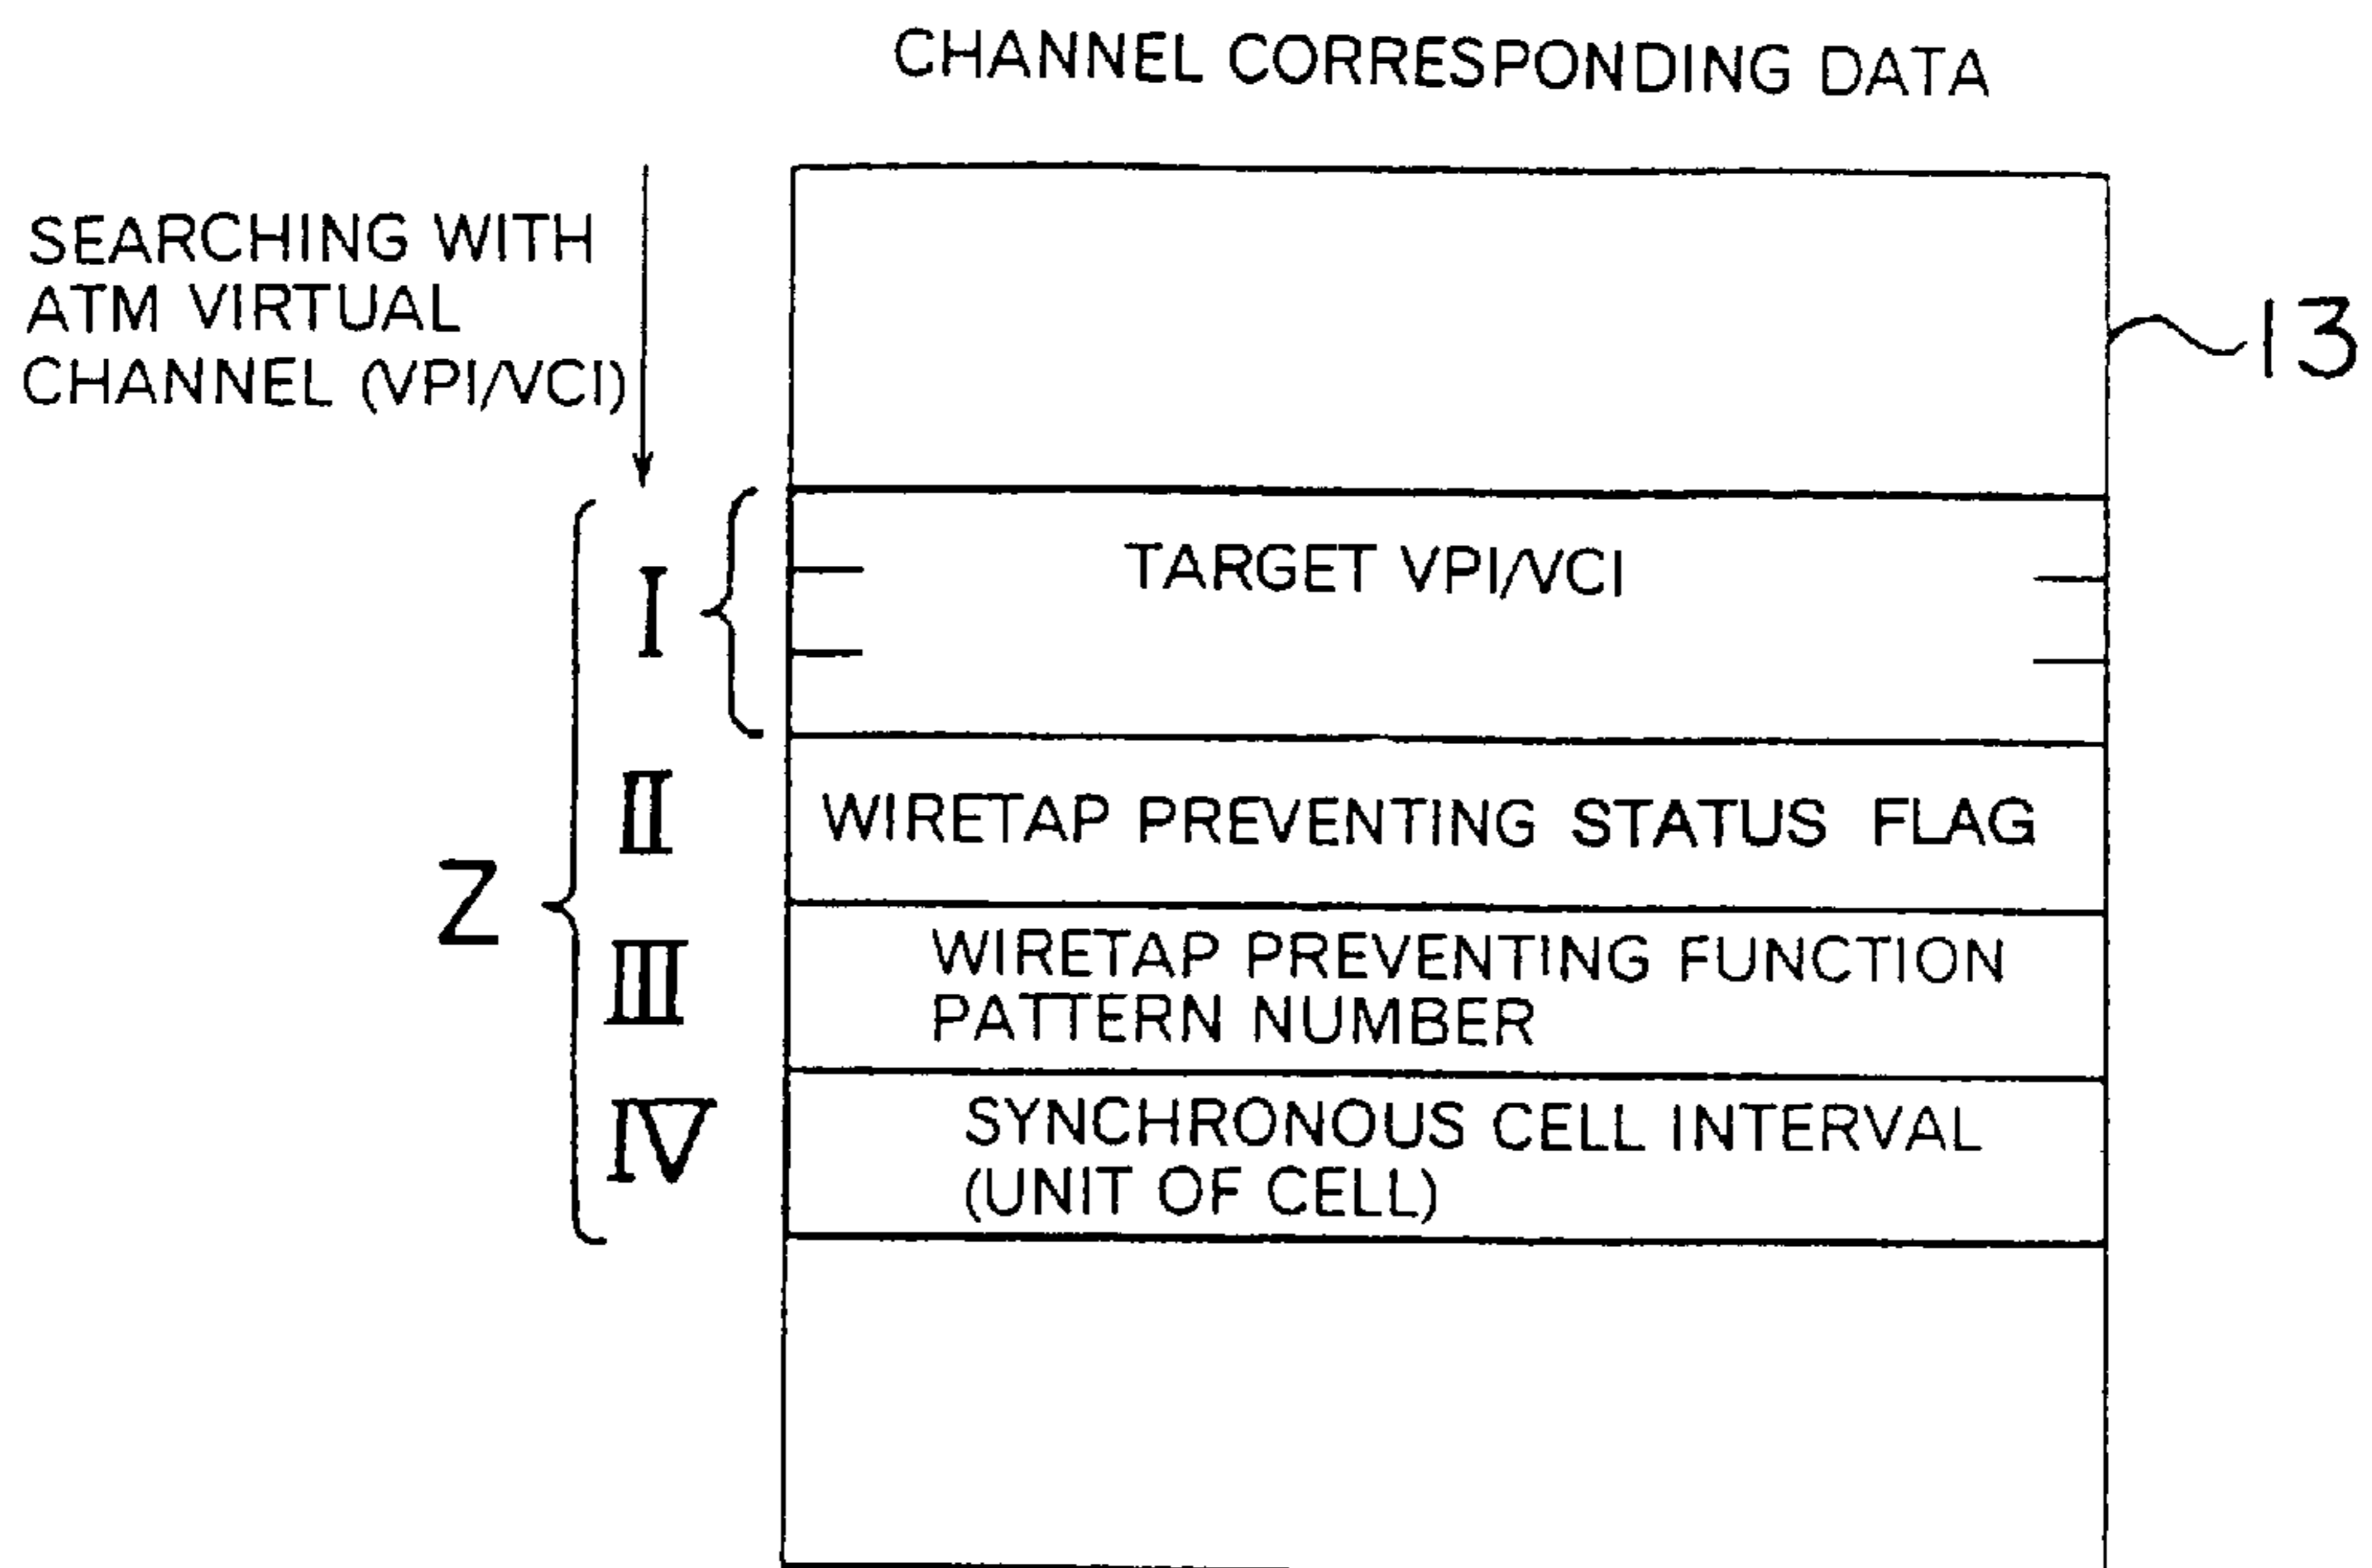 CHANNEL CORRESPONDING DATA
SEARCHING WITH
ATM VIRTUAL
CHANNEL (VPI/VCI)
13
I
TARGET VPI/VCI
II
WIRETAP PREVENTING STATUS FLAG
Z
III
WIRETAP PREVENTING FUNCTION
PATTERN NUMBER
IV
SYNCHRONOUS CELL INTERVAL
(UNIT OF CELL)